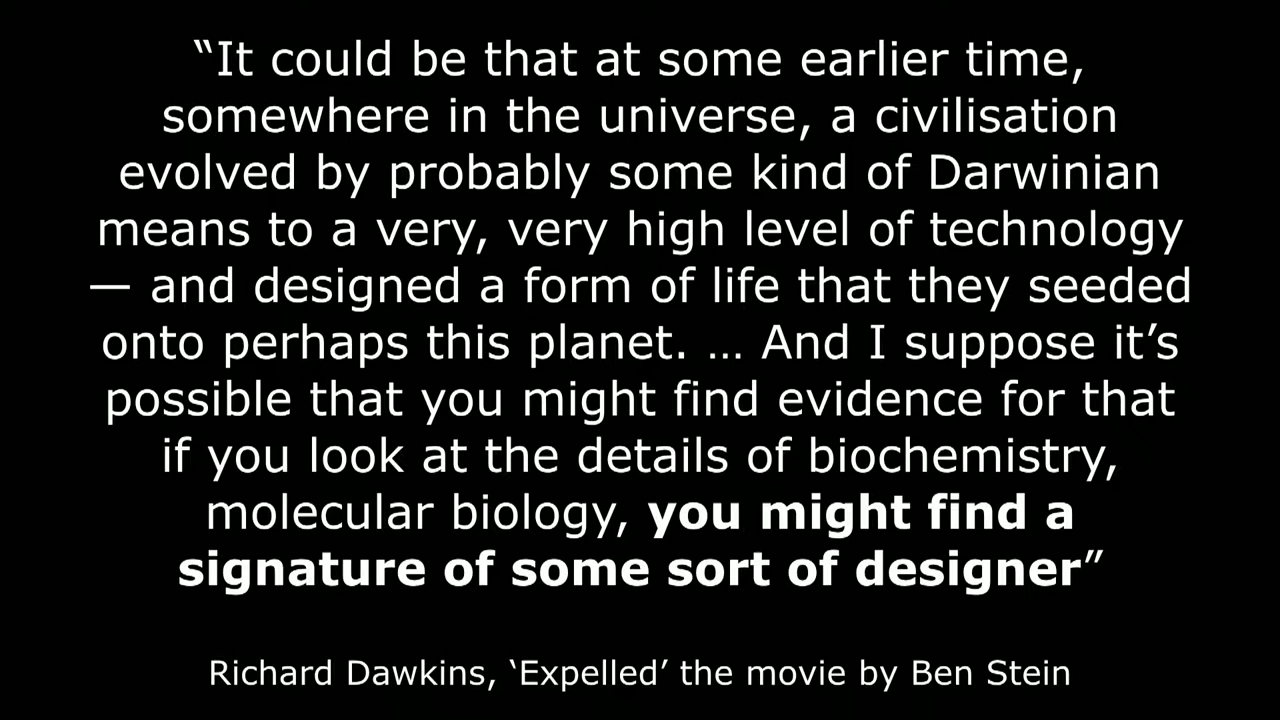 “It could be that at some earlier time,
somewhere in the universe, a civilisation
evolved by probably some kind of Darwinian
means to a very, very high level of technology
— and designed a form of life that they seeded
onto perhaps this planet. … And I suppose it’s
possible that you might find evidence for that
if you look at the details of biochemistry,
molecular biology, you might find a
signature of some sort of designer”
Richard Dawkins, ‘Expelled’ the movie by Ben Stein